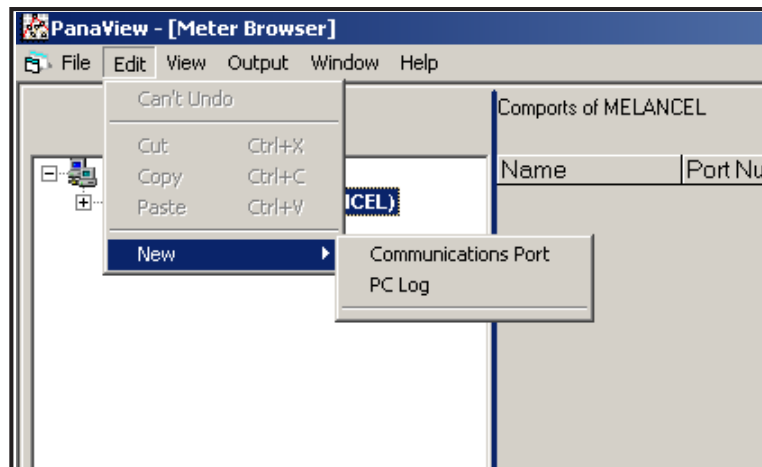 PanaView - [Meter Browser]
File Edit View Output Window Help
Can't Undo
Cut Ctrl+X
Copy Ctrl+C
Paste Ctrl+V
New
Communications Port
PC Log
CEL)
Comports of MELANCEL
Name Port Nu